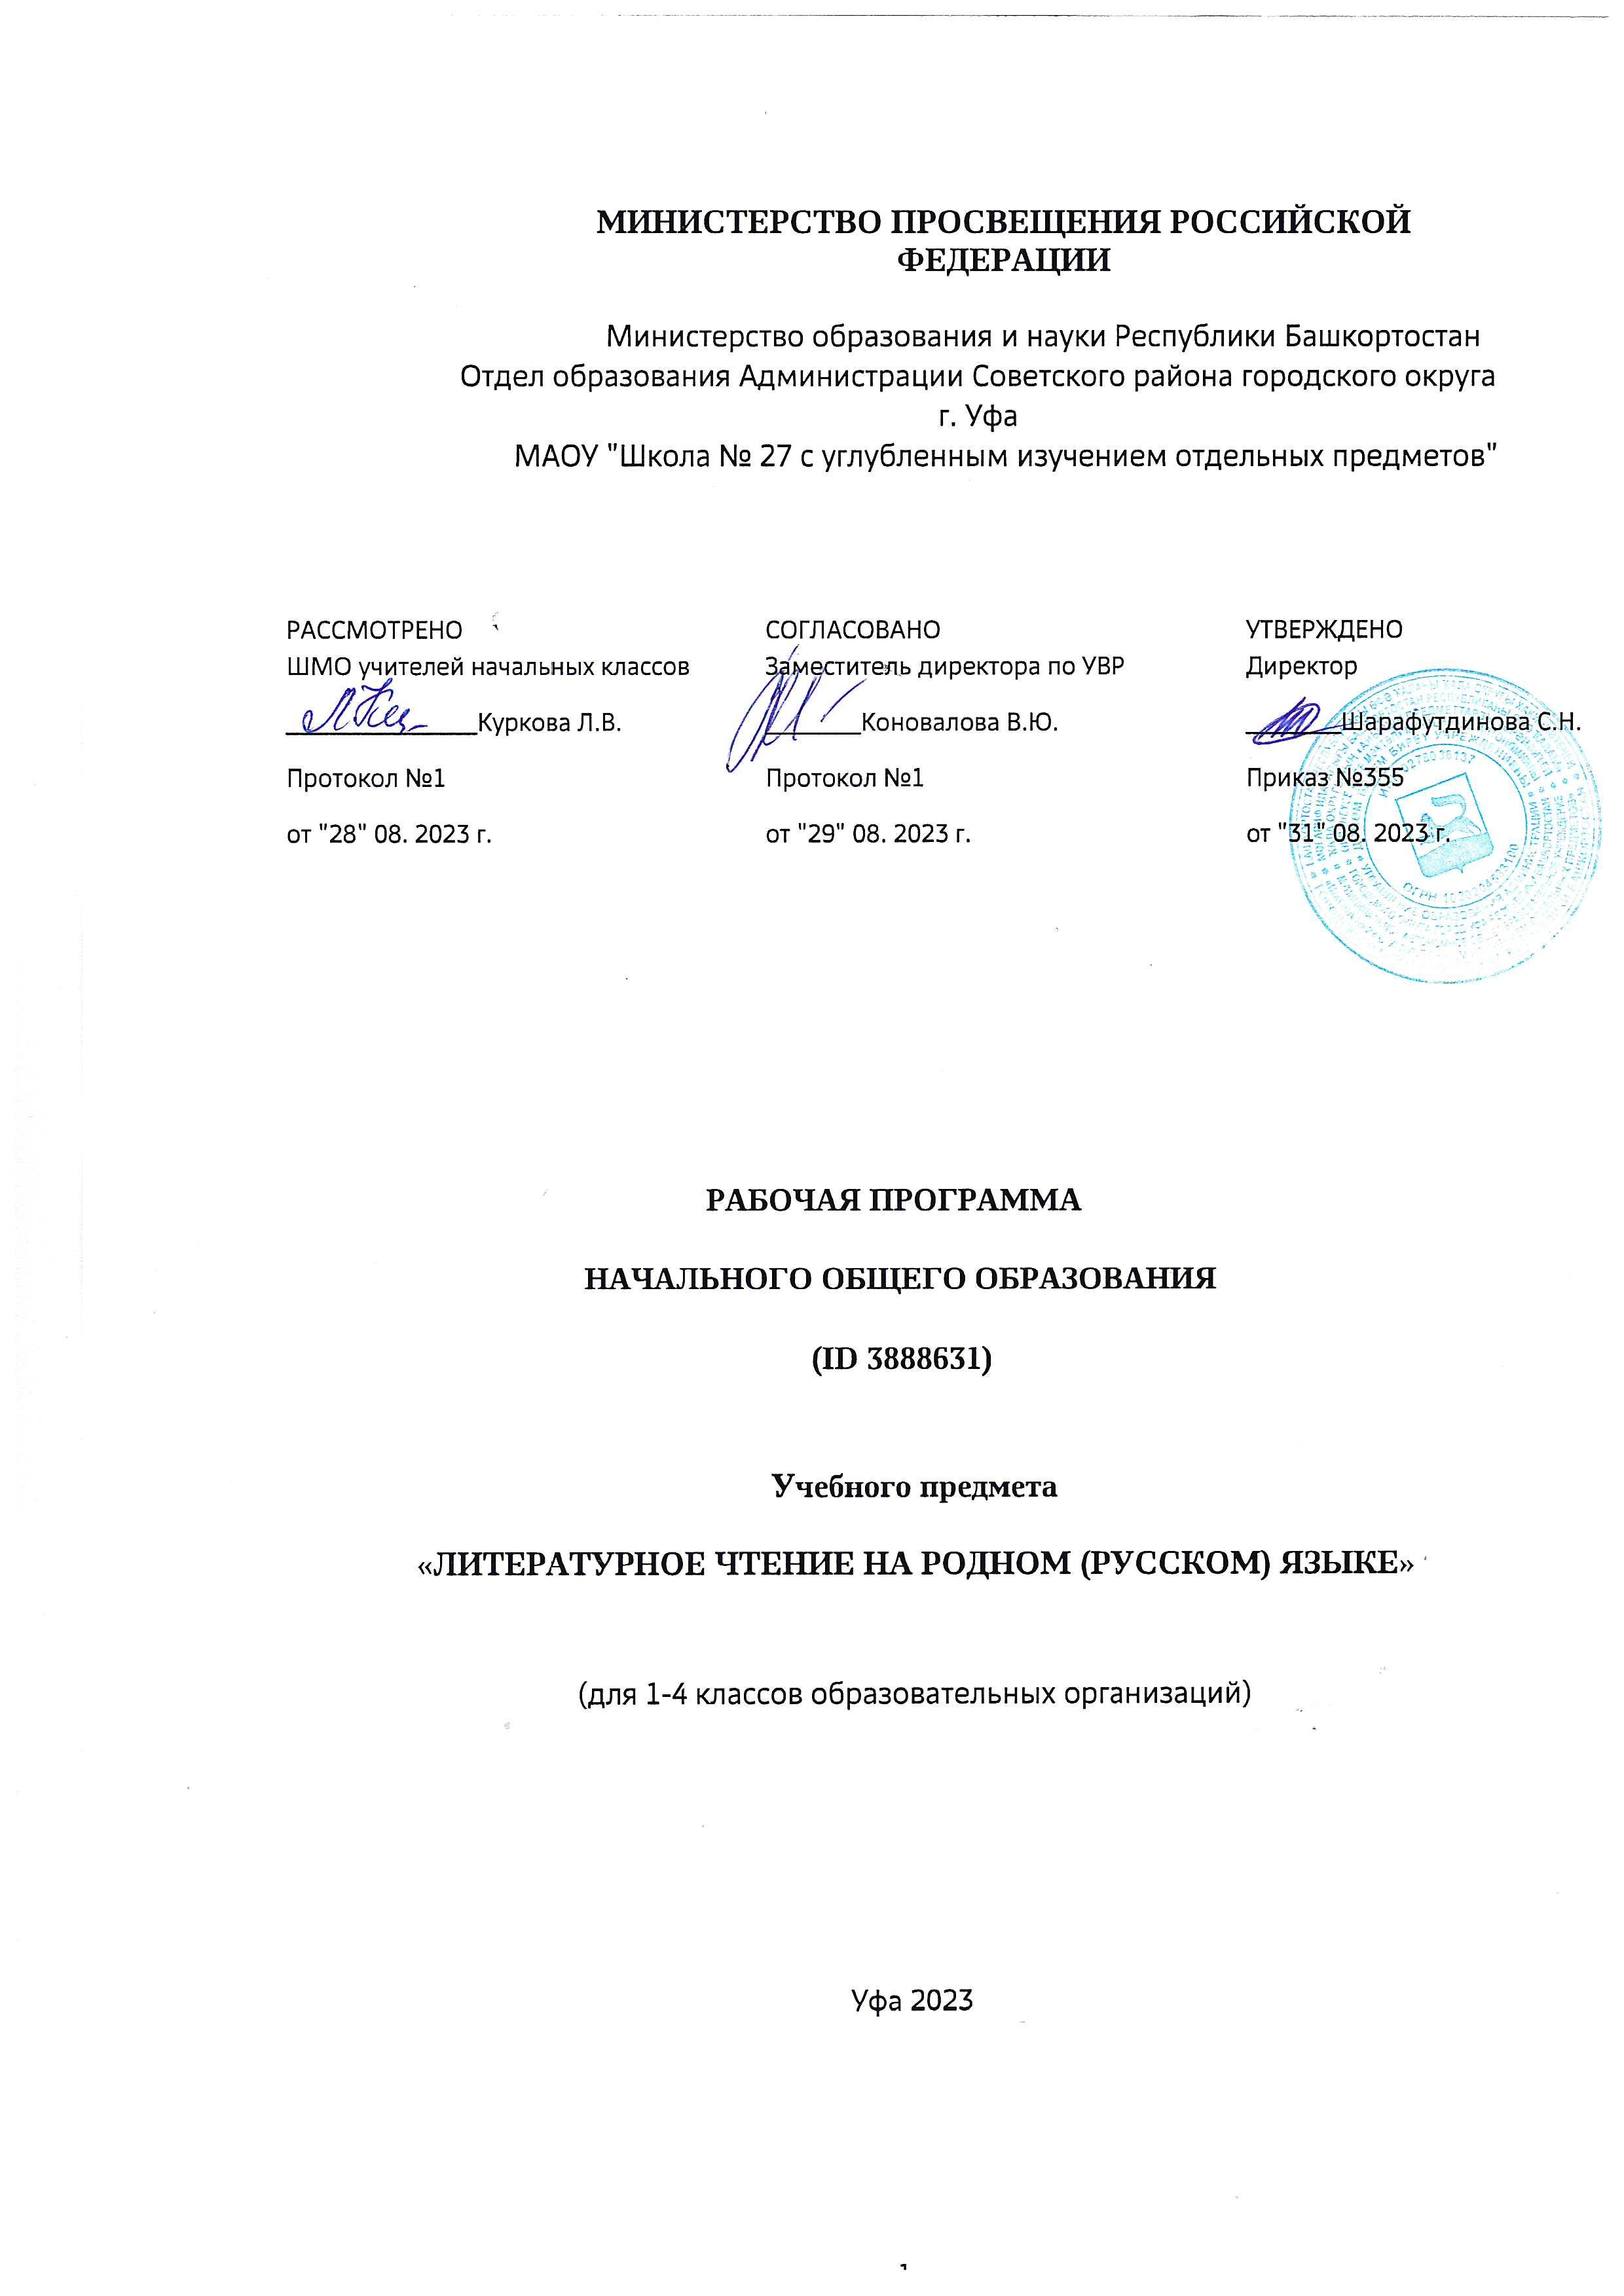 МИНИСТЕРСТВО ПРОСВЕЩЕНИЯ РОССИЙСКОЙ
ФЕДЕРАЦИИ
Министерство образования и науки Республики Башкортостан
Отдел образования Администрации Советского района городского округа
г. Уфа
МАОУ "Школа № 27 с углубленным изучением отдельных предметов"
РАССМОТРЕНО
ШМО учителей начальных классов
Куркова Л.В.
Протокол №1
от "28" 08. 2023 г.
СОГЛАСОВАНО
Заместитель директора по УВР
Коновалова В.Ю.
Протокол №1
от "29" 08. 2023 г.
УТВЕРЖДЕНО
Директор
Шарафутдинова С.Н.
Приказ №355
от "31" 08. 2023 г.
РАБОЧАЯ ПРОГРАММА
НАЧАЛЬНОГО ОБЩЕГО ОБРАЗОВАНИЯ
(ID 3888631)
Учебного предмета
«ЛИТЕРАТУРНОЕ ЧТЕНИЕ НА РОДНОМ (РУССКОМ) ЯЗЫКЕ»
(для 1-4 классов образовательных организаций)
Уфа 2023